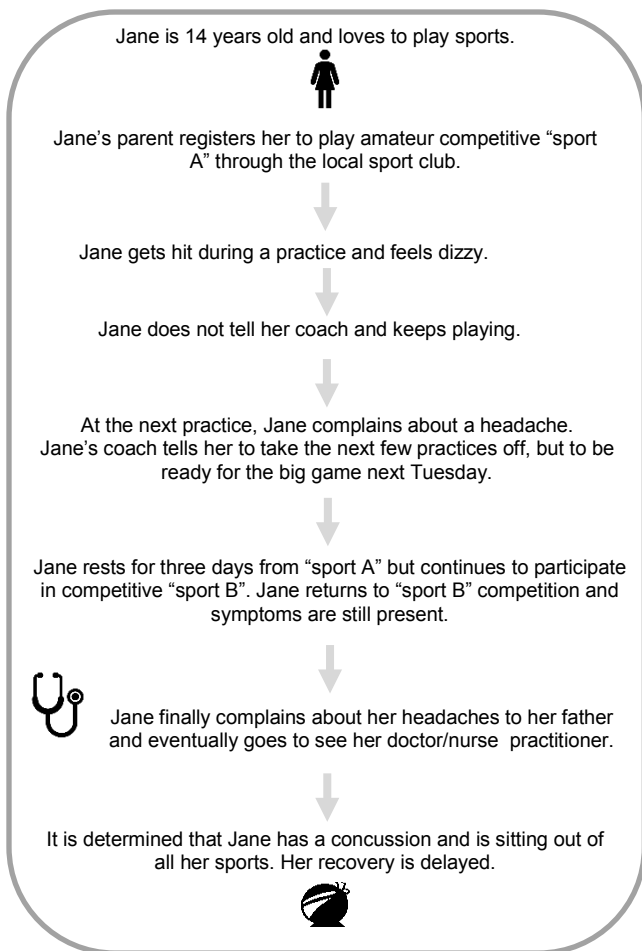 Jane is 14 years old and loves to play sports.
Jane’s parent registers her to play amateur competitive “sport
A” through the local sport club.
Jane gets hit during a practice and feels dizzy.
Jane does not tell her coach and keeps playing.
At the next practice, Jane complains about a headache.
Jane’s coach tells her to take the next few practices off, but to be
ready for the big game next Tuesday.
Jane rests for three days from “sport A” but continues to participate
in competitive “sport B”. Jane returns to “sport B” competition and
symptoms are still present.
Jane finally complains about her headaches to her father
and eventually goes to see her doctor/nurse practitioner.
It is determined that Jane has a concussion and is sitting out of
all her sports. Her recovery is delayed.